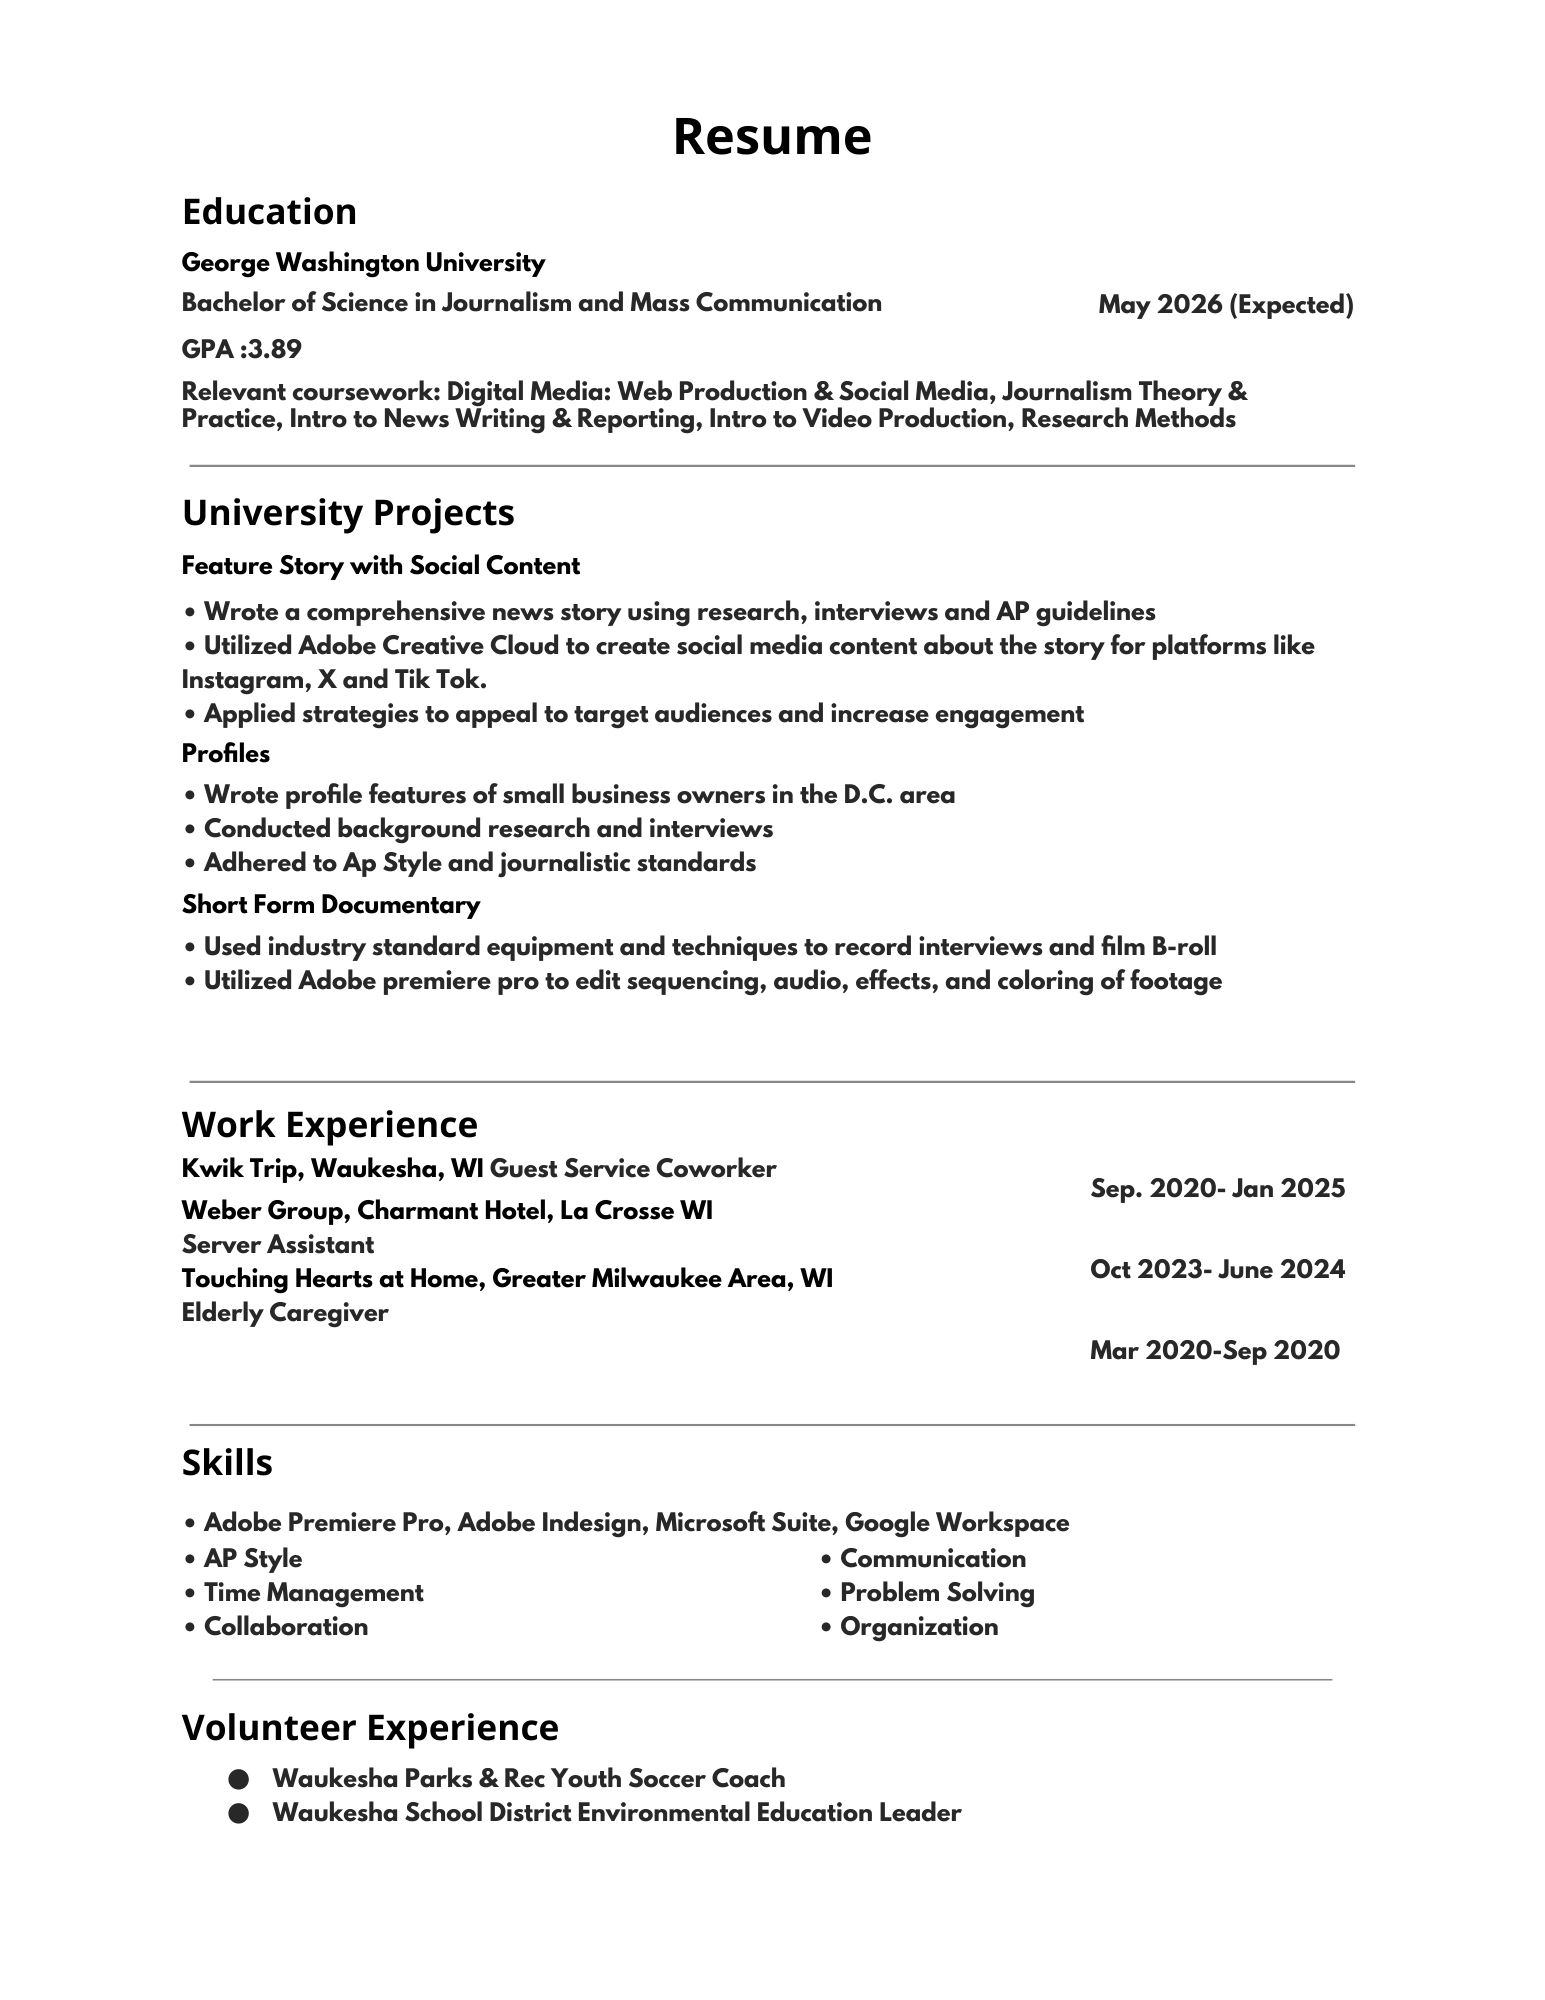 Resume
Education
George Washington University
Bachelor of Science in Journalism and Mass Communication May 2026 (Expected)
GPA :3.89
Relevant coursework: Digital Media: Web Production & Social Media, Journalism Theory &
Practice, Intro to News Writing & Reporting, Intro to Video Production, Research Methods
University Projects
Feature Story with Social Content
• Wrote a comprehensive news story using research, interviews and AP guidelines
• Utilized Adobe Creative Cloud to create social media content about the story for platforms like
Instagram, X and Tik Tok.
• Applied strategies to appeal to target audiences and increase engagement
Profiles
• Wrote profile features of small business owners in the D.C. area
• Conducted background research and interviews
• Adhered to Ap Style and journalistic standards
Short Form Documentary
• Used industry standard equipment and techniques to record interviews and film B-roll
• Utilized Adobe premiere pro to edit sequencing, audio, effects, and coloring of footage
Work Experience
Kwik Trip, Waukesha, WI Guest Service Coworker
Sep. 2020- Jan 2025
Weber Group, Charmant Hotel, La Crosse WI
Server Assistant
Oct 2023- June 2024
Touching Hearts at Home, Greater Milwaukee Area, WI
Elderly Caregiver
Mar 2020-Sep 2020
Skills
• Adobe Premiere Pro, Adobe Indesign, Microsoft Suite, Google Workspace
• AP Style
• Time Management
• Collaboration
• Communication
• Problem Solving
• Organization
Volunteer Experience
● Waukesha Parks & Rec Youth Soccer Coach
● Waukesha School District Environmental Education Leader